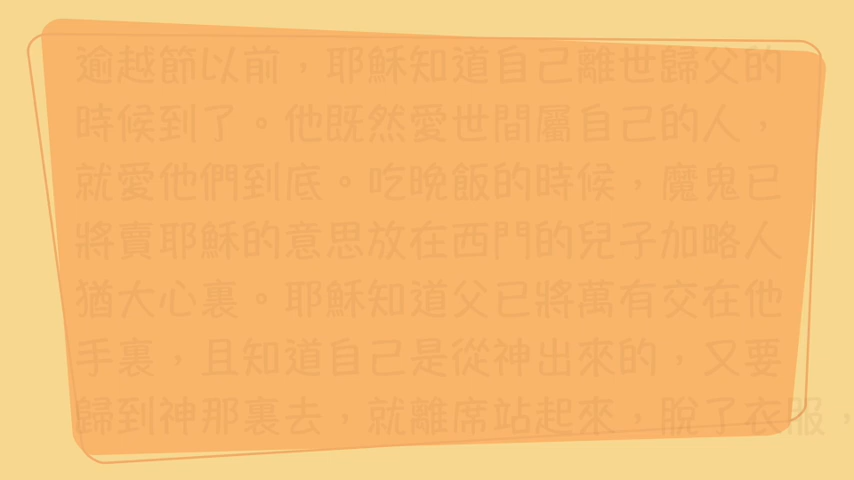 逾越節以前，耶穌知道自己離世歸父的
時候到了。他既然愛世間屬自己的人，
就愛他們到底。吃晚飯的時候，魔鬼已
將賣耶穌的意思放在西門的兒子加略人
猶大心裏。耶穌知道父已將萬有交在他
手裏，且知道自己是從神出來的，又要
歸到神那裏去，就離席站起來，脫了衣服，